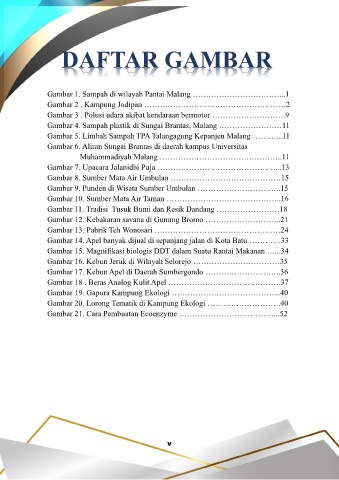 DAFTAR GAMBAR
Gambar 1. Sampah di wilayah Pantai Malang ……………………………..1
Gambar 2 . Kampung Jodipan ……………………………………………2
Gambar 3 . Polusi udara akibat kendaraan bermotor ………………………9
Gambar 4. Sampah plastik di Sungai Brantas, Malang ……………………11
Gambar 5. Limbah Sampah TPA Talangagung Kepanjen Malang ………...11
Gambar 6. Aliran Sungai Brantas di daerah kampus Universitas
Muhammadiyah Malang ………………………………………..11
Gambar 7. Upacara Jalanidhi Puja ………………………………………...13
Gambar 8. Sumber Mata Air Umbulan ……………………………………15
Gambar 9. Punden di Wisata Sumber Umbulan …………………………..15
Gambar 10. Sumber Mata Air Taman ……………………………………..16
Gambar 11. Tradisi Tusuk Bumi dan Resik Dandang ……………………18
Gambar 12. Kebakaran savana di Gunung Bromo ………………………..21
Gambar 13. Pabrik Teh Wonosari …………………………………………24
Gambar 14. Apel banyak dijual di sepanjang jalan di Kota Batu …………33
Gambar 15. Magnifikasi biologis DDT dalam Suatu Rantai Makanan …...34
Gambar 16. Kebun Jeruk di Wilayah Selorejo ……………………………35
Gambar 17. Kebun Apel di Daerah Sumbergondo ………………………..36
Gambar 18 . Beras Analog Kulit Apel …………………………………….37
Gambar 19. Gapura Kampung Ekologi …………………………………...40
Gambar 20. Lorong Tematik di Kampung Ekologi ……………………….40
Gambar 21. Cara Pembuatan Ecoenzyme ………………………………...52
v